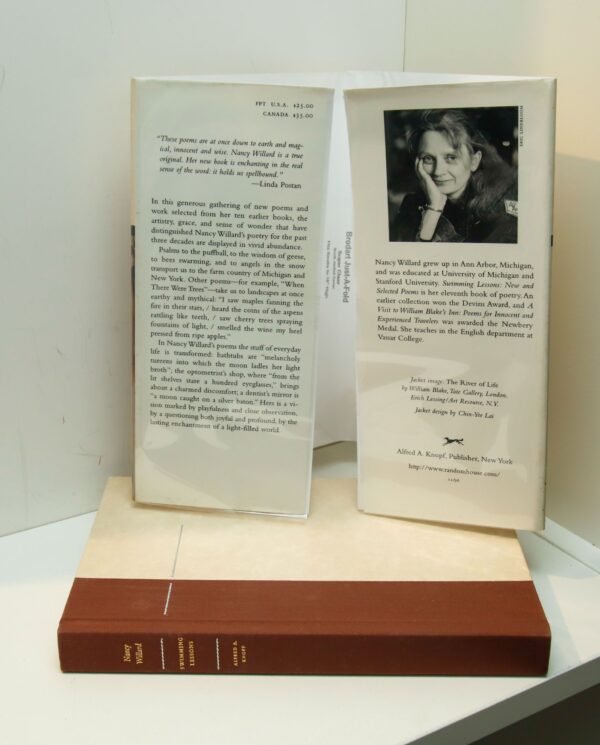 FPT U.S.A. $25.00
CANADA $35.00
"These poems are at once down to earth and mag-
ical, innocent and wise. Nancy Willard is a true
original. Her new book is enchanting in the real
sense of the word: it holds us spellbound."
—Linda Pastan
In this generous gathering of new poems and
work selected from her ten earlier books, the
artistry, grace, and sense of wonder that have
distinguished Nancy Willard's poetry for the past
three decades are displayed in vivid abundance.
Psalms to the puffball, to the wisdom of geese,
to bees swarming, and to angels in the snow
transport us to the farm country of Michigan and
New York. Other poems—for example, "When
There Were Trees"—take us to landscapes at once
earthy and mythical: "I saw maples fanning the
fire in their stars, / heard the coins of the aspens
rattling like teeth, / saw cherry trees spraying
fountains of light, / smelled the wine my heel
pressed from ripe apples."
In Nancy Willard's poems the stuff of everyday
life is transformed: bathtubs are "melancholy
tureens into which the moon ladles her light
broth"; the optometrist's shop, where "from the
lit shelves stare a hundred eyeglasses," brings
about a charmed discomfort; a dentist's mirror is
"a moon caught on a silver baton." Here is a vi-
sion marked by playfulness and close observation,
by a questioning both joyful and profound, by the
lasting enchantment of a light-filled world.
Brodart Just-A-Fold
ERIC LINDBLOOM
Nancy Willard grew up in Ann Arbor, Michigan,
and was educated at University of Michigan and
Stanford University. Swimming Lessons: New and
Selected Poems is her eleventh book of poetry. An
earlier collection won the Devins Award, and A
Visit to William Blake's Inn: Poems for Innocent and
Experienced Travelers was awarded the Newbery
Medal. She teaches in the English department at
Vassar College.
Jacket image: The River of Life
by William Blake, Tate Gallery, London.
Erich Lessing/Art Resource, N.Y.
Jacket design by Chin-Yee Lai
Alfred A. Knopf, Publisher, New York
http://www.randomhouse.com/
11/96
Nancy
Willard
SWIMMING
LESSONS
ALFRED A.
KNOPF